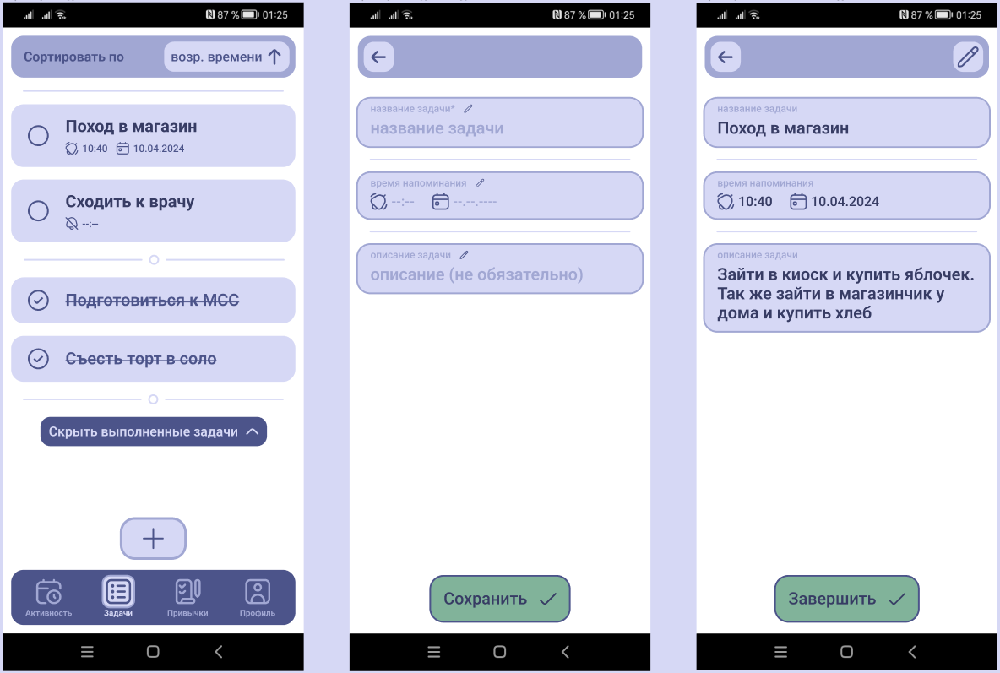 87 % 01:25
Сортировать по возр. времени
Поход в магазин
10:40 10.04.2024
Сходить к врачу
--:--
Подготовиться к МСС
Съесть торт в соло
Скрыть выполненные задачи
Активность Задачи Привычки Профиль
87 % 01:25
название задачи*
название задачи
время напоминания
--:-- --.--.----
описание задачи
описание (не обязательно)
Сохранить
87 % 01:25
название задачи
Поход в магазин
время напоминания
10:40 10.04.2024
описание задачи
Зайти в киоск и купить яблочек.
Так же зайти в магазинчик у
дома и купить хлеб
Завершить